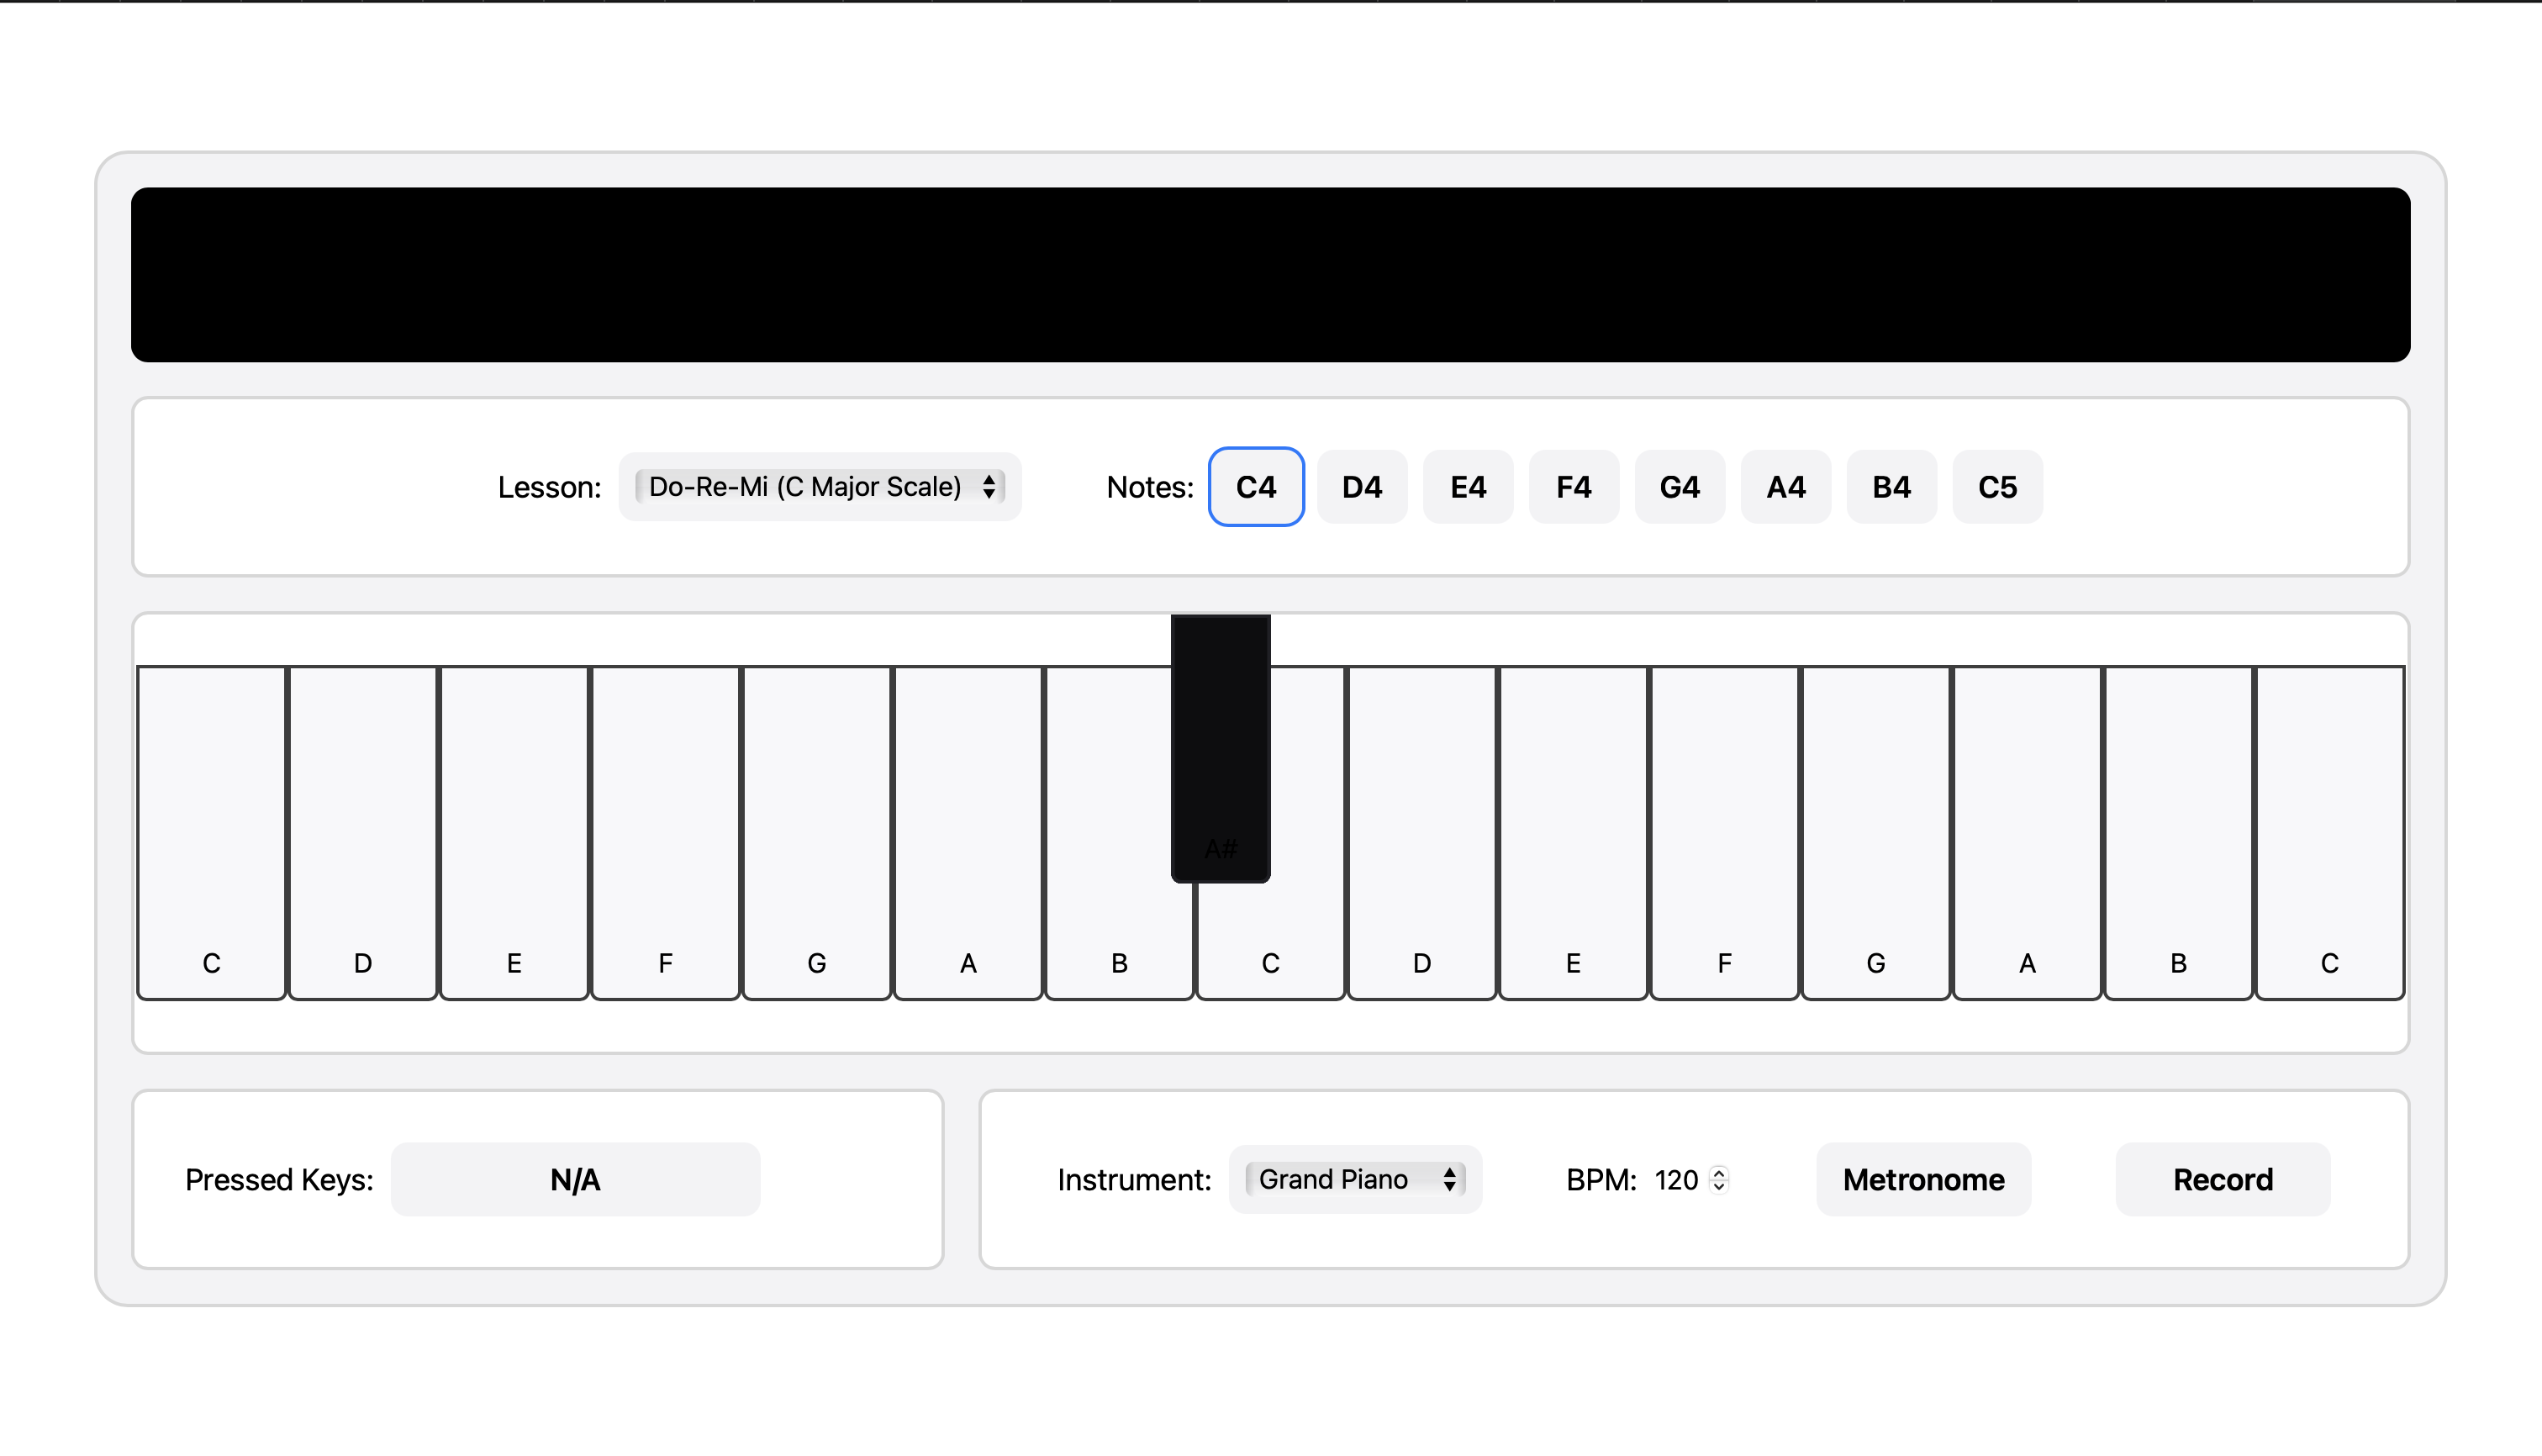 Lesson: Do-Re-Mi (C Major Scale) Notes: C4 D4 E4 F4 G4 A4 B4 C5
A#
C D E F G A B C D E F G A B C
Pressed Keys: N/A Instrument: Grand Piano BPM: 120 Metronome Record